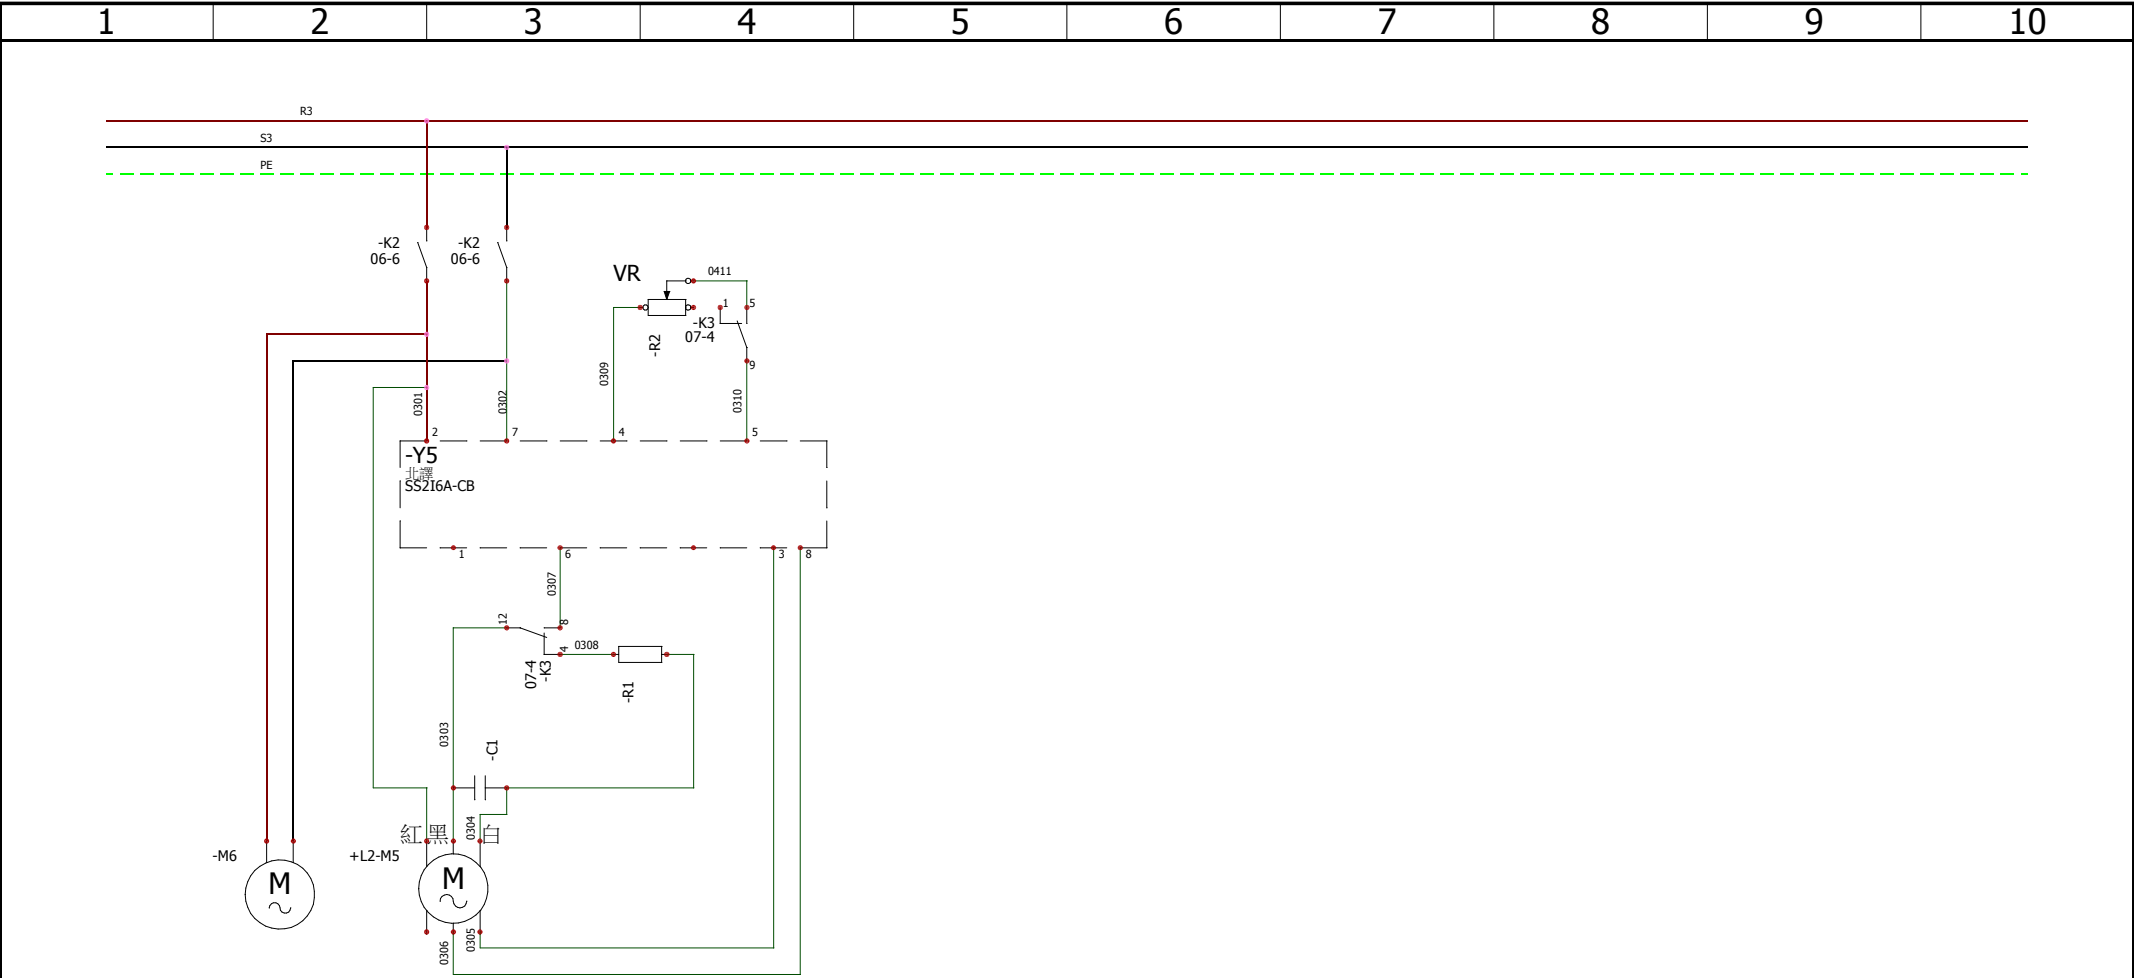 1 2 3 4 5 6 7 8 9 10
R3
S3
PE
-K2
06-6
-K2
06-6
VR
0411
1
5
-K3
07-4
-R2
9
0309
0310
0301
0302
2
7
4
5
-Y5
北譯
SS2I6A-CB
1
6
3
8
0307
12
8
4
0308
07-4
-K3
-R1
0303
-C1
0304
紅 黑 白
-M6
+L2-M5
M
M
0306
0305